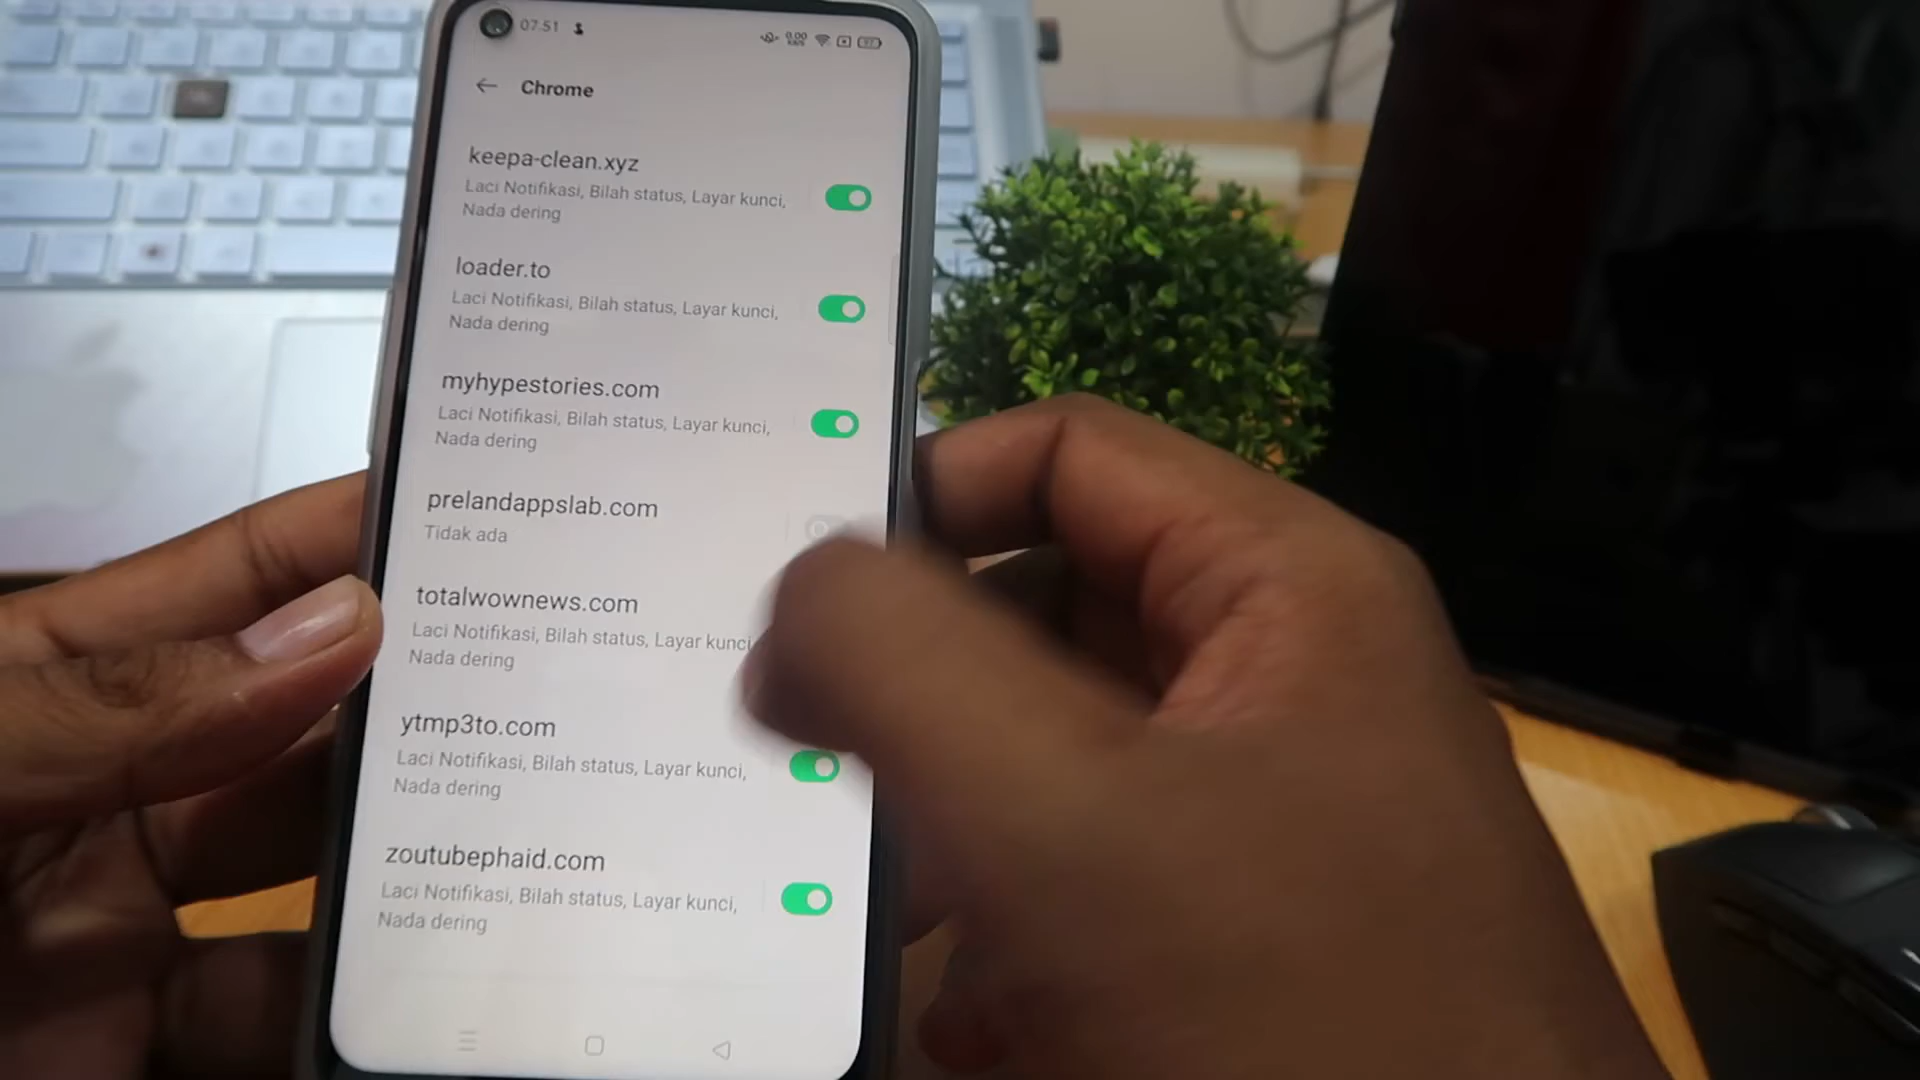 07.51
0.00
KB/S
Chrome
keepa-clean.xyz
Laci Notifikasi, Bilah status, Layar kunci,
Nada dering
loader.to
Laci Notifikasi, Bilah status, Layar kunci,
Nada dering
myhypestories.com
Laci Notifikasi, Bilah status, Layar kunci,
Nada dering
prelandappslab.com
Tidak ada
totalwownews.com
Laci Notifikasi, Bilah status, Layar kunci
Nada dering
ytmp3to.com
Laci Notifikasi, Bilah status, Layar kunci,
Nada dering
zoutubephaid.com
Laci Notifikasi, Bilah status, Layar kunci,
Nada dering